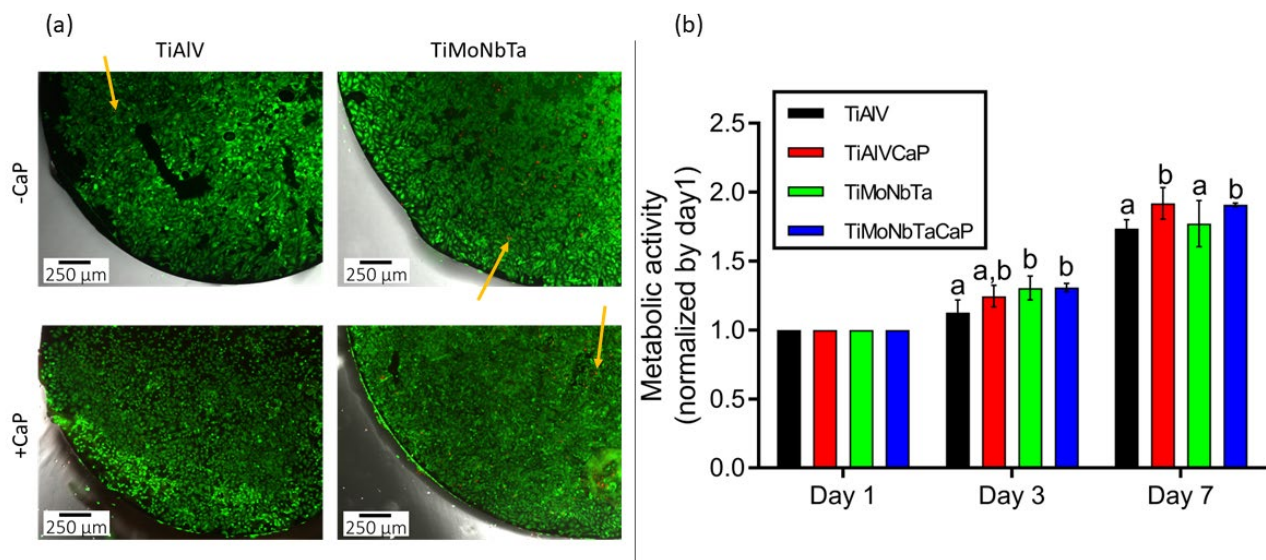 (a)
TiAlV
TiMoNbTa
-CaP
250 µm
250 µm
+CaP
250 µm
250 µm
(b)
TiAlV
TiAlVCaP
TiMoNbTa
TiMoNbTaCaP
Metabolic activity
(normalized by day1)
2.5
2.0
1.5
1.0
0.5
0.0
a
a,b
b
b
a
b
a
b
Day 1
Day 3
Day 7